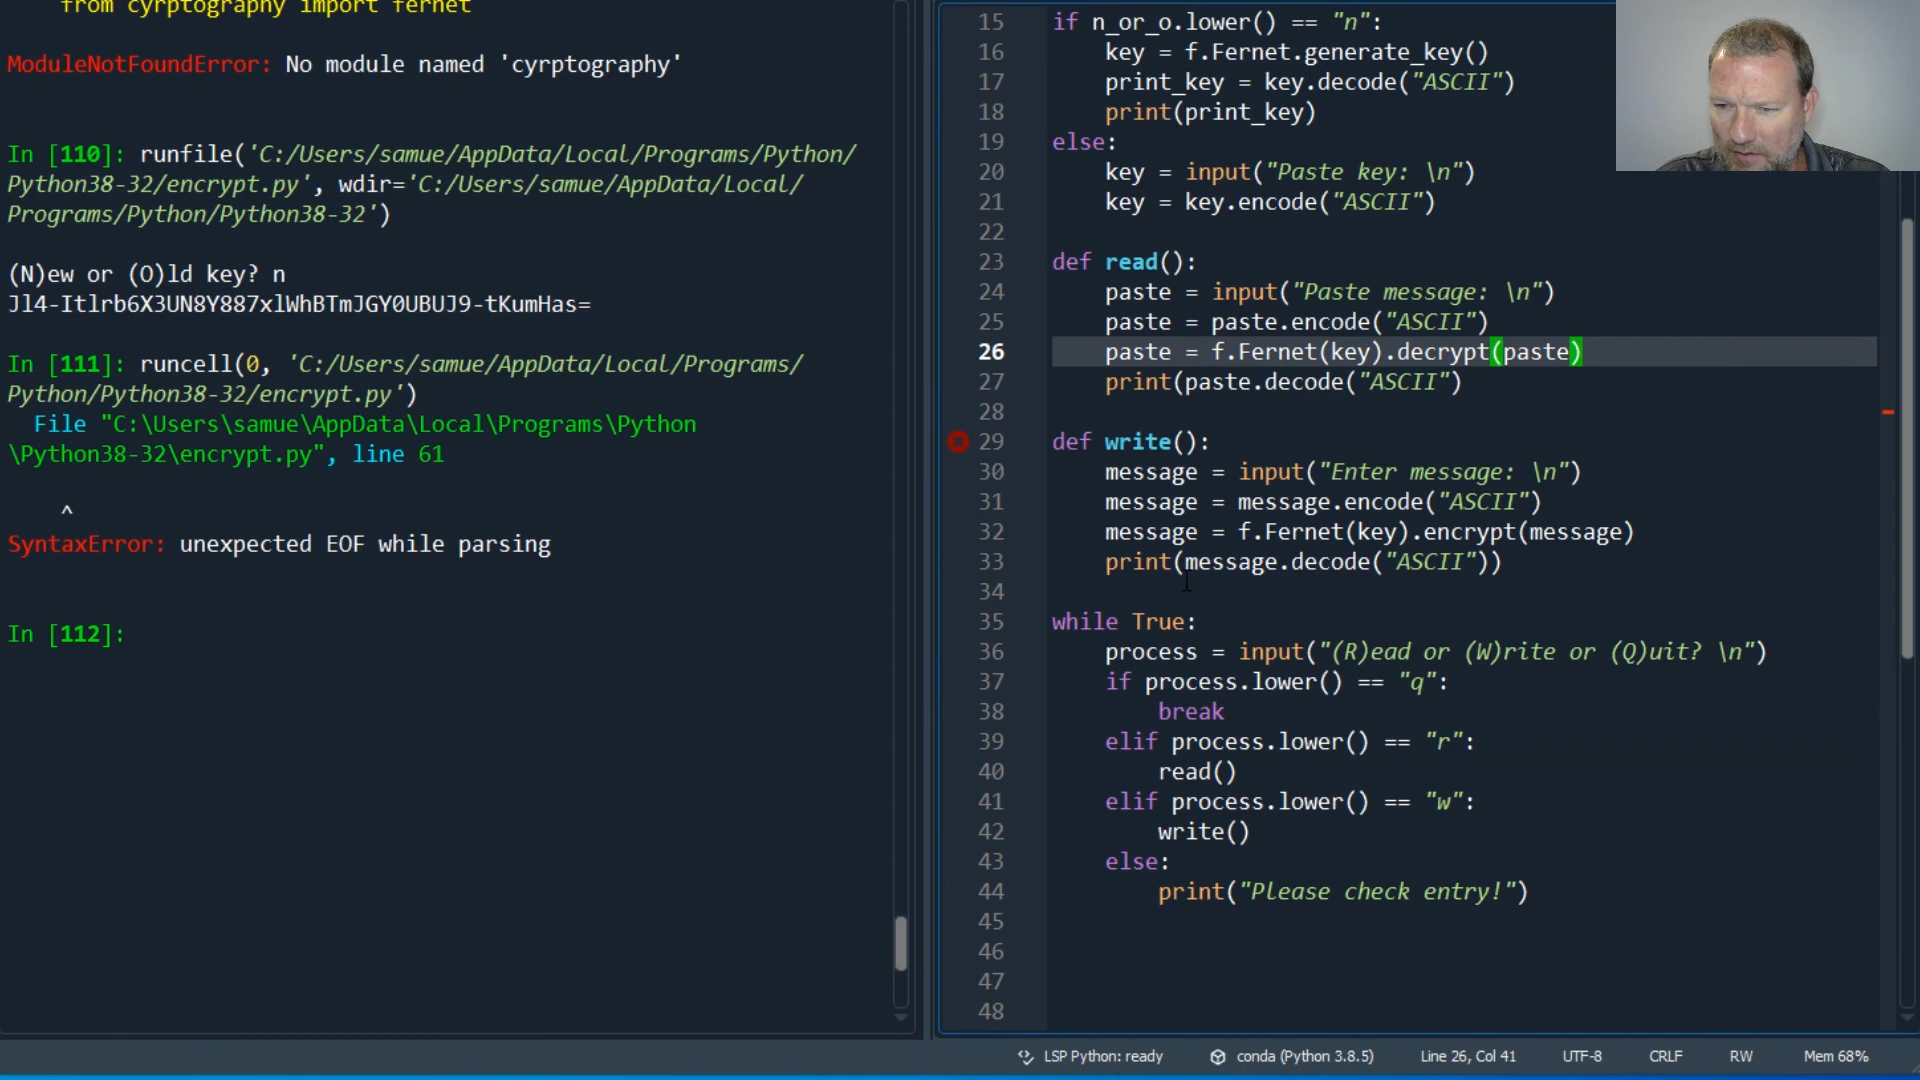 from cyrptography import fernet
ModuleNotFoundError: No module named 'cyrptography'
In [110]: runfile('C:/Users/samue/AppData/Local/Programs/Python/
Python38-32/encrypt.py', wdir='C:/Users/samue/AppData/Local/
Programs/Python/Python38-32')
(N)ew or (O)ld key? n
Jl4-Itlrb6X3UN8Y887xlWhBTmJGY0UBUJ9-tKumHas=
In [111]: runcell(0, 'C:/Users/samue/AppData/Local/Programs/
Python/Python38-32/encrypt.py')
File "C:\Users\samue\AppData\Local\Programs\Python
\Python38-32\encrypt.py", line 61
^
SyntaxError: unexpected EOF while parsing
In [112]:
15 if n_or_o.lower() == "n":
16 key = f.Fernet.generate_key()
17 print_key = key.decode("ASCII")
18 print(print_key)
19 else:
20 key = input("Paste key: \n")
21 key = key.encode("ASCII")
22
23 def read():
24 paste = input("Paste message: \n")
25 paste = paste.encode("ASCII")
26 paste = f.Fernet(key).decrypt(paste)
27 print(paste.decode("ASCII")
28
29 def write():
30 message = input("Enter message: \n")
31 message = message.encode("ASCII")
32 message = f.Fernet(key).encrypt(message)
33 print(message.decode("ASCII"))
34
35 while True:
36 process = input("(R)ead or (W)rite or (Q)uit? \n")
37 if process.lower() == "q":
38 break
39 elif process.lower() == "r":
40 read()
41 elif process.lower() == "w":
42 write()
43 else:
44 print("Please check entry!")
45
46
47
48
LSP Python: ready conda (Python 3.8.5) Line 26, Col 41 UTF-8 CRLF RW Mem 68%